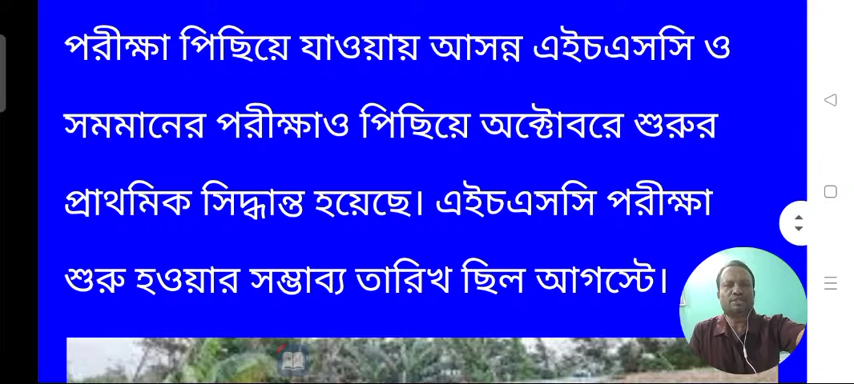 পরীক্ষা পিছিয়ে যাওয়ায় আসন্ন এইচএসসি ও
সমমানের পরীক্ষাও পিছিয়ে অক্টোবরে শুরুর
প্রাথমিক সিদ্ধান্ত হয়েছে। এইচএসসি পরীক্ষা
শুরু হওয়ার সম্ভাব্য তারিখ ছিল আগস্টে।